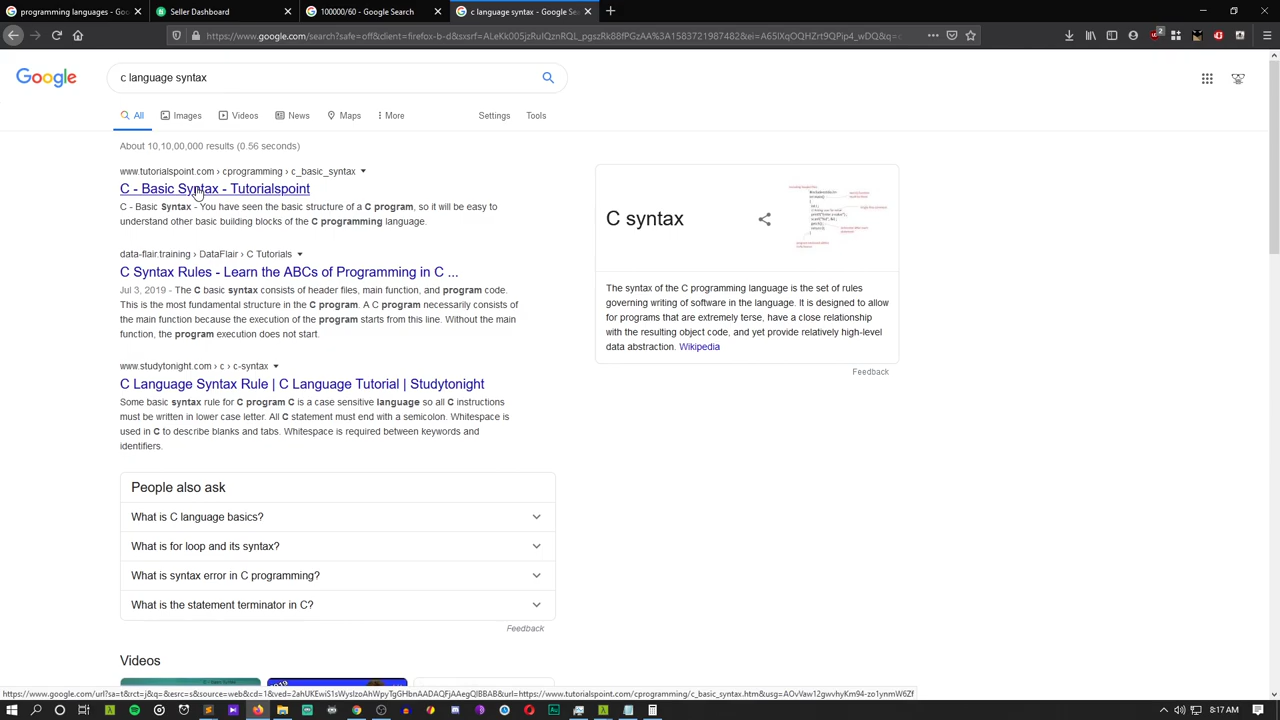 programming languages - Goo
Seller Dashboard
100000/60 - Google Search
c language syntax - Google Sea
https://www.google.com/search?safe=off&client=firefox-b-d&sxsrf=
Google
c language syntax
All
Images
Videos
News
Maps
More
Settings
Tools
About 10,10,00,000 results (0.56 seconds)
www.tutorialspoint.com › cprogramming › c_basic_syntax
C - Basic Syntax - Tutorialspoint
C - Basic Syntax - You have seen the basic structure of a C program, so it will be easy to
understand other basic building blocks of the C programming language.
data-flair.training › DataFlair › C Tutorials
C Syntax Rules - Learn the ABCs of Programming in C ...
Jul 3, 2019 - The C basic syntax consists of header files, main function, and program code.
This is the most fundamental structure in the C program. A C program necessarily consists of
the main function because the execution of the program starts from this line. Without the main
function, the program execution does not start.
www.studytonight.com › c › c-syntax
C Language Syntax Rule | C Language Tutorial | Studytonight
Some basic syntax rule for C program C is a case sensitive language so all C instructions
must be written in lower case letter. All C statement must end with a semicolon. Whitespace is
used in C to describe blanks and tabs. Whitespace is required between keywords and
identifiers.
People also ask
What is C language basics?
What is for loop and its syntax?
What is syntax error in C programming?
What is the statement terminator in C?
Feedback
Videos
C syntax
The syntax of the C programming language is the set of rules
governing writing of software in the language. It is designed to allow
for programs that are extremely terse, have a close relationship
with the resulting object code, and yet provide relatively high-level
data abstraction. Wikipedia
Feedback
8:17 AM